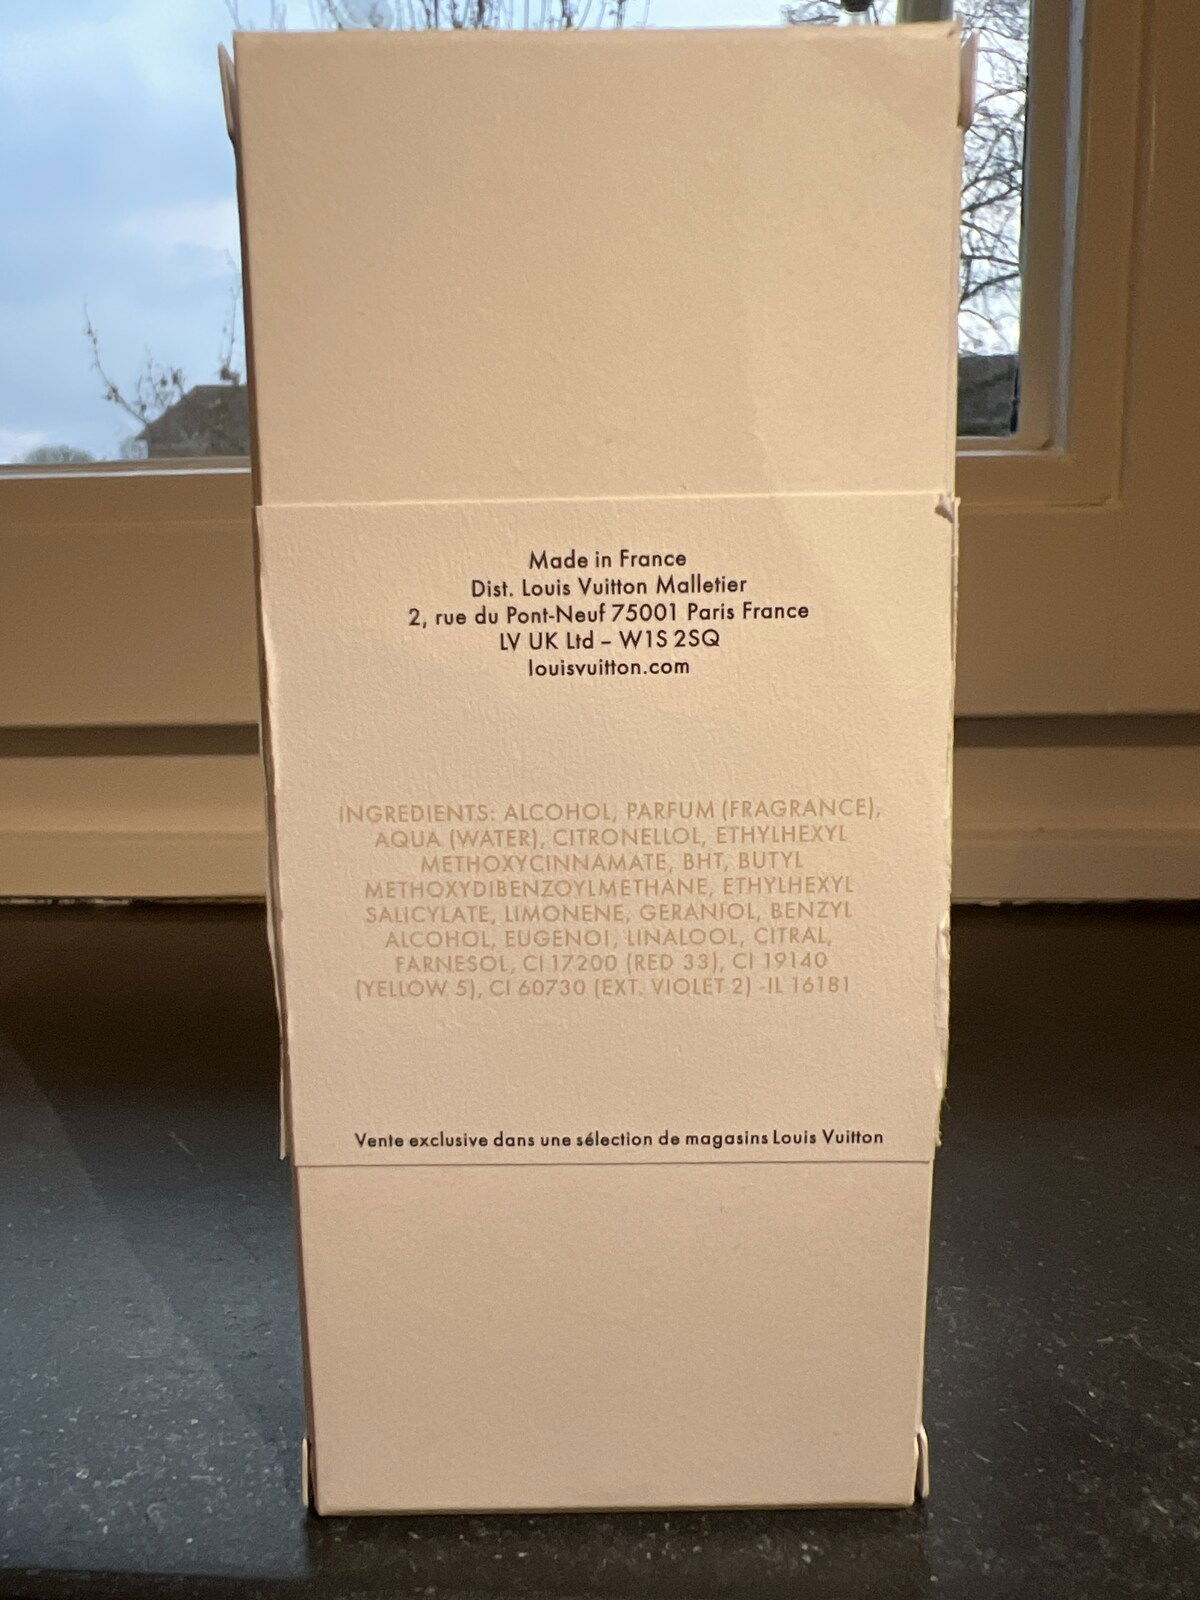 Made in France
Dist. Louis Vuitton Malletier
2, rue du Pont-Neuf 75001 Paris France
LV UK Ltd – W1S 2SQ
louisvuitton.com
INGREDIENTS: ALCOHOL, PARFUM (FRAGRANCE),
AQUA (WATER), CITRONELLOL, ETHYLHEXYL
METHOXYCINNAMATE, BHT, BUTYL
METHOXYDIBENZOYLMETHANE, ETHYLHEXYL
SALICYLATE, LIMONENE, GERANIOL, BENZYL
ALCOHOL, EUGENOL, LINALOOL, CITRAL,
FARNESOL, CI 17200 (RED 33), CI 19140
(YELLOW 5), CI 60730 (EXT. VIOLET 2) -IL 16181
Vente exclusive dans une sélection de magasins Louis Vuitton